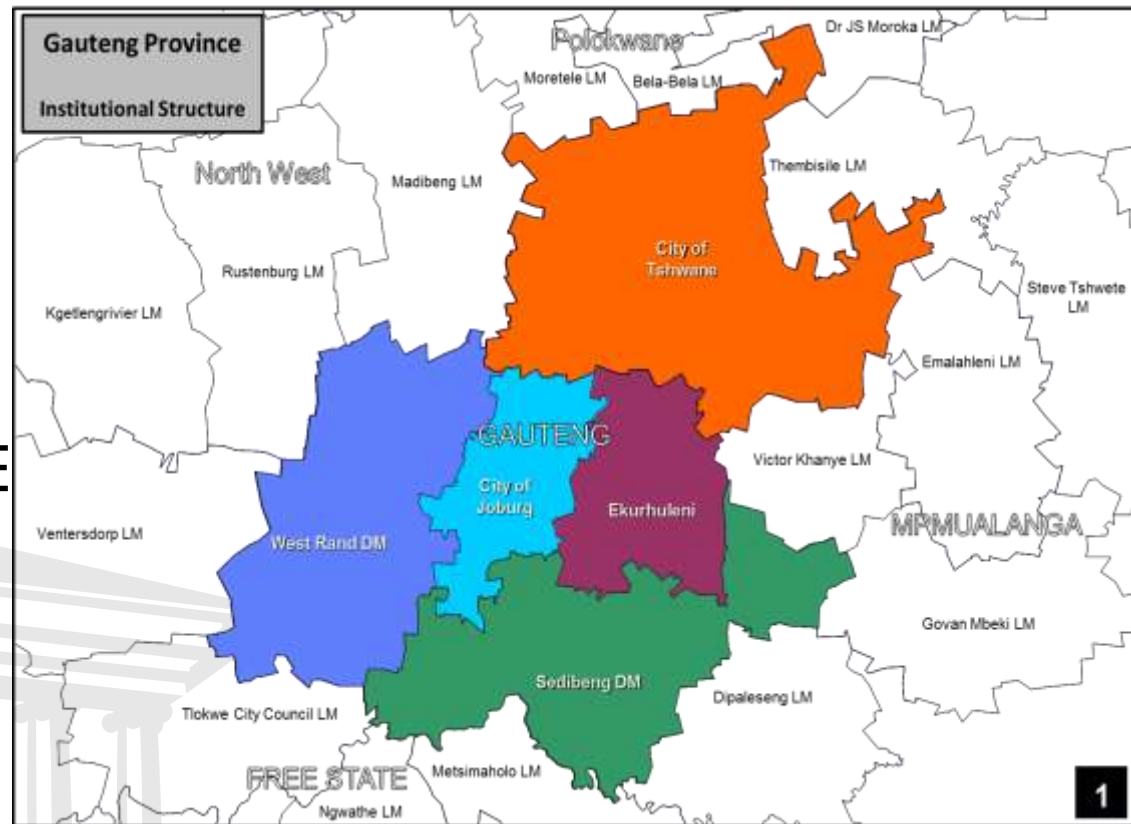 Gauteng Province
Institutional Structure
Polokwane
Dr JS Moroka LM
Moretele LM
Bela-Bela LM
North West
Madibeng LM
Thembisile LM
City of
Tshwane
Rustenburg LM
Kgetlengrivier LM
Steve Tshwete
LM
Emalahleni LM
GAUTENG
Victor Khanye LM
City of
Joburg
Ekurhuleni
Ventersdorp LM
West Rand DM
MPMUALANGA
Govan Mbeki LM
Sedibeng DM
Dipaleseng LM
Tlokwe City Council LM
FREE STATE
Metsimaholo LM
Ngwathe LM
1